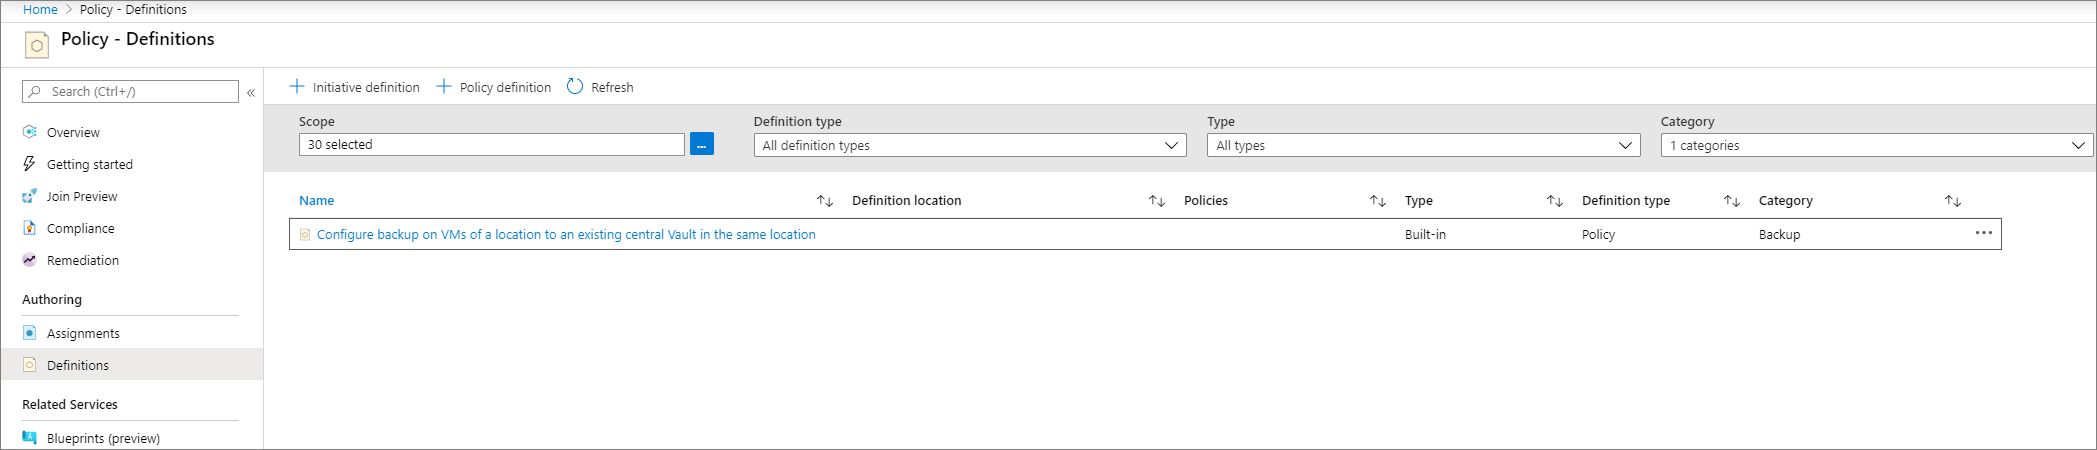 Home > Policy - Definitions
Policy - Definitions
Search (Ctrl+/)
«
Overview
Getting started
Join Preview
Compliance
Remediation
Authoring
Assignments
Definitions
Related Services
Blueprints (preview)
+ Initiative definition + Policy definition Refresh
Scope Definition type Type Category
30 selected ... All definition types All types 1 categories
Name ↑↓ Definition location ↑↓ Policies ↑↓ Type ↑↓ Definition type ↑↓ Category ↑↓
Configure backup on VMs of a location to an existing central Vault in the same location Built-in Policy Backup ...